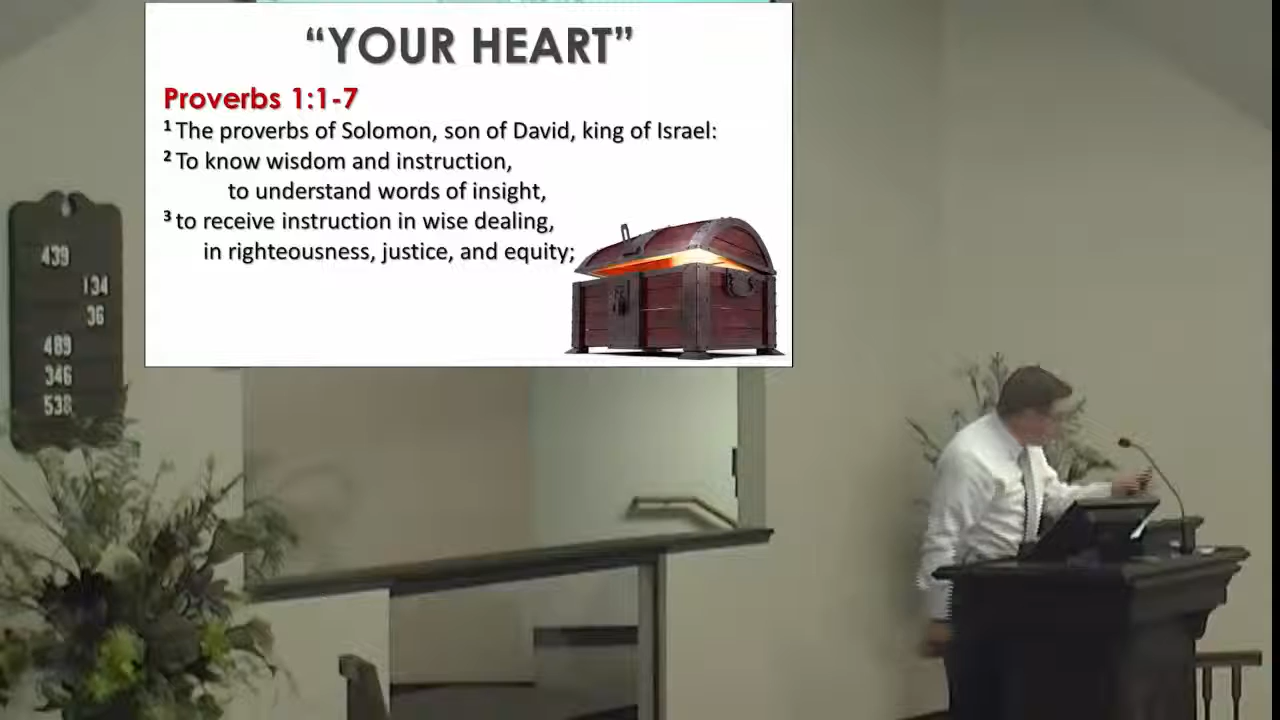 “YOUR HEART”
Proverbs 1:1-7
1 The proverbs of Solomon, son of David, king of Israel:
2 To know wisdom and instruction,
to understand words of insight,
3 to receive instruction in wise dealing,
in righteousness, justice, and equity;
439
134
36
489
346
538